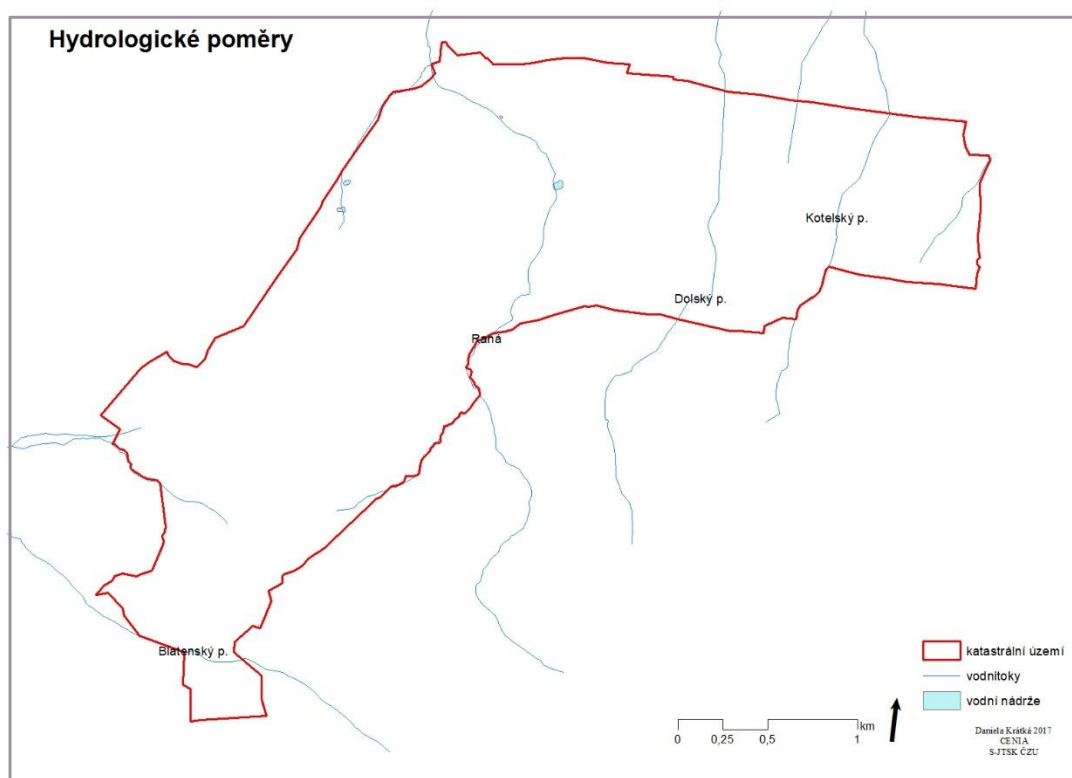 Hydrologické poměry
Kotelský p.
Dolský p.
Raná
Blatenský p.
katastrální území
vodnitoky
vodní nádrže
km
0 0,25 0,5 1
Daniela Krátká 2017
CENIA
S-JTSK ČZU